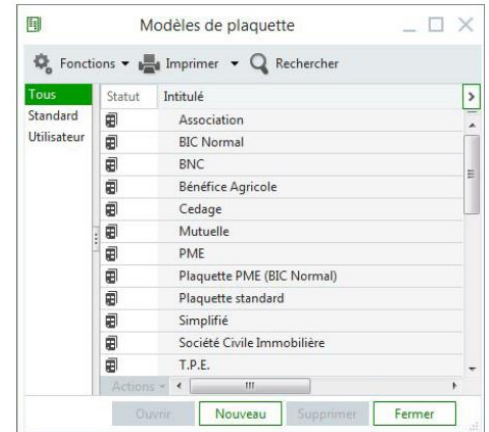 Modèles de plaquette
Fonctions Imprimer Rechercher
Tous
Standard
Utilisateur
Statut Intitulé
Association
BIC Normal
BNC
Bénéfice Agricole
Cedage
Mutuelle
PME
Plaquette PME (BIC Normal)
Plaquette standard
Simplifié
Société Civile Immobilière
T.P.E.
Actions
Ouvrir Nouveau Supprimer Fermer